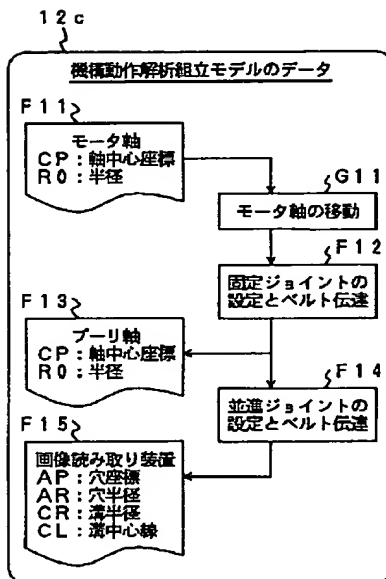 12c
機構動作解析組立モデルのデータ
F11
モータ軸
CP:軸中心座標
R0:半径
G11
モータ軸の移動
F12
固定ジョイントの
設定とベルト伝達
F13
プーリ軸
CP:軸中心座標
R0:半径
F14
並進ジョイントの
設定とベルト伝達
F15
画像読み取り装置
AP:穴座標
AR:穴半径
CR:溝半径
CL:溝中心線